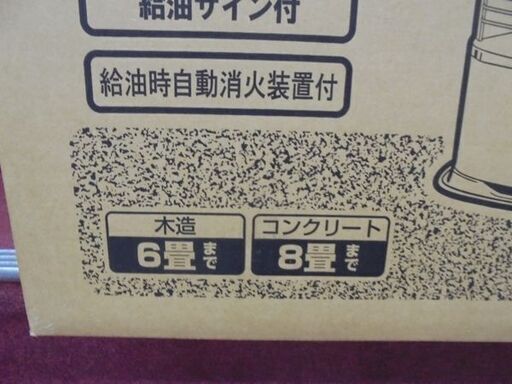 給油サイン付
給油時自動消火装置付
木造
6畳まで
コンクリート
8畳まで